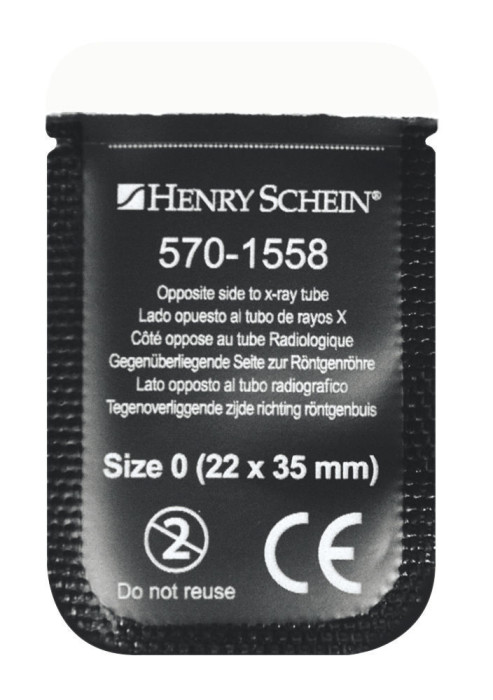 HENRY SCHEIN®
570-1558
Opposite side to x-ray tube
Lado opuesto al tubo de rayos X
Côté oppose au tube Radiologique
Gegenüberliegende Seite zur Röntgenröhre
Lato opposto al tubo radiografico
Tegenoverliggende zijde richting röntgenbuis
Size 0 (22 x 35 mm)
2 CE
Do not reuse